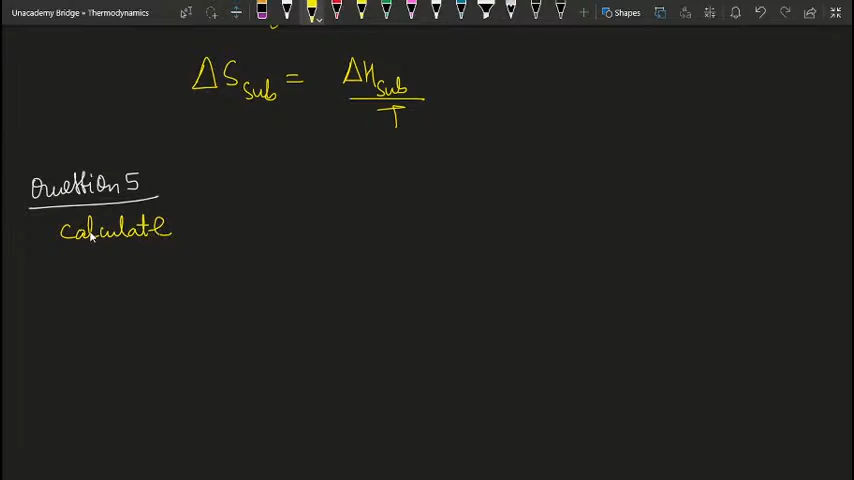 Unacademy Bridge - Thermodynamics
Shapes
ΔS_sub = ΔH_sub
T
Question 5
calculate